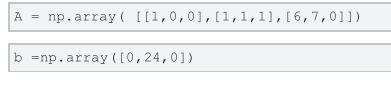 A = np.array( [[1,0,0],[1,1,1],[6,7,0]])
b =np.array([0,24,0])